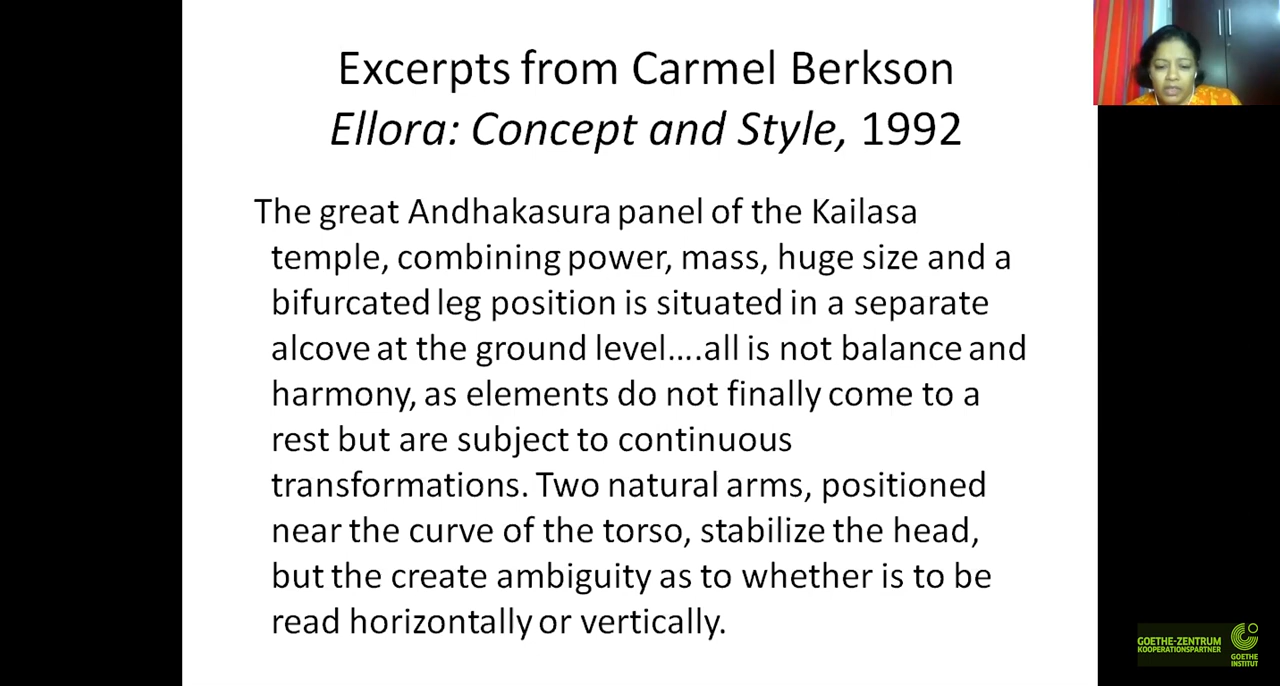 Excerpts from Carmel Berkson
Ellora: Concept and Style, 1992
The great Andhakasura panel of the Kailasa
temple, combining power, mass, huge size and a
bifurcated leg position is situated in a separate
alcove at the ground level....all is not balance and
harmony, as elements do not finally come to a
rest but are subject to continuous
transformations. Two natural arms, positioned
near the curve of the torso, stabilize the head,
but the create ambiguity as to whether is to be
read horizontally or vertically.
GOETHE-ZENTRUM
KOOPERATIONSPARTNER
GOETHE
INSTITUT